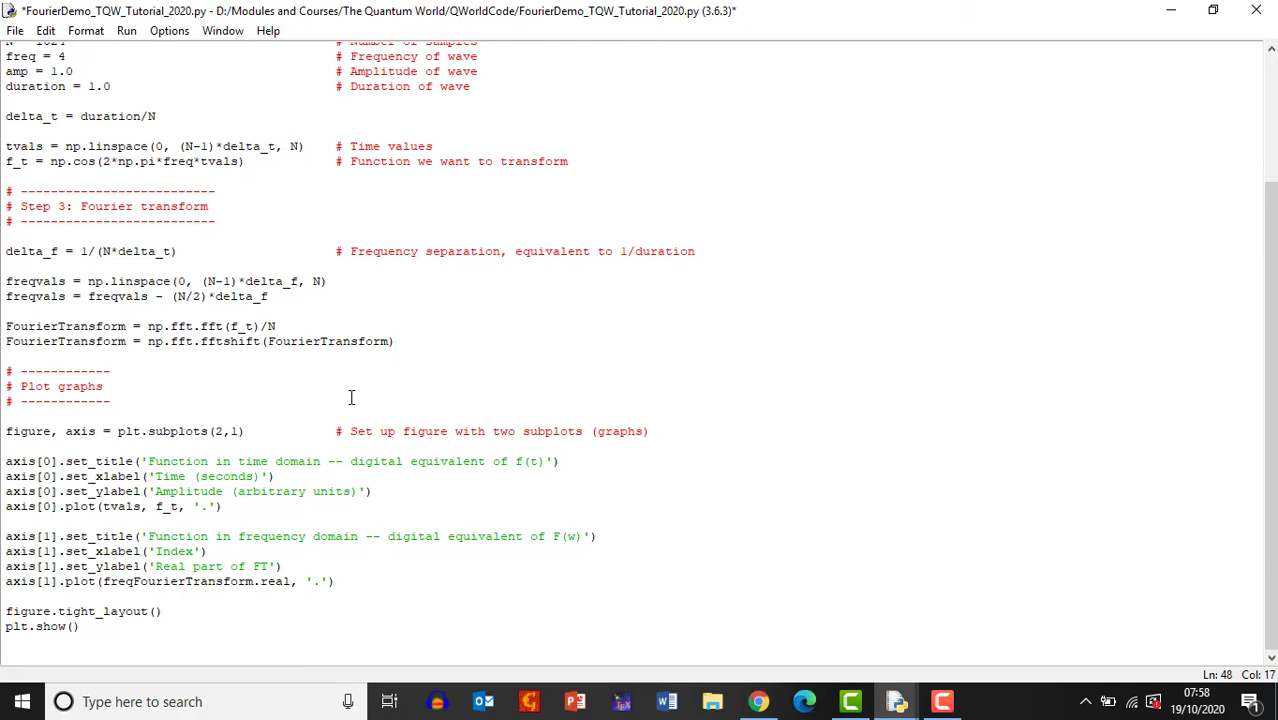 *FourierDemo_TQW_Tutorial_2020.py - D:/Modules and Courses/The Quantum World/QWorldCode/FourierDemo_TQW_Tutorial_2020.py (3.6.3)*
File Edit Format Run Options Window Help
N = 1024 # Number of samples
freq = 4 # Frequency of wave
amp = 1.0 # Amplitude of wave
duration = 1.0 # Duration of wave
delta_t = duration/N
tvals = np.linspace(0, (N-1)*delta_t, N) # Time values
f_t = np.cos(2*np.pi*freq*tvals) # Function we want to transform
# --------------------------
# Step 3: Fourier transform
# --------------------------
delta_f = 1/(N*delta_t) # Frequency separation, equivalent to 1/duration
freqvals = np.linspace(0, (N-1)*delta_f, N)
freqvals = freqvals - (N/2)*delta_f
FourierTransform = np.fft.fft(f_t)/N
FourierTransform = np.fft.fftshift(FourierTransform)
# ------------
# Plot graphs
# ------------
figure, axis = plt.subplots(2,1) # Set up figure with two subplots (graphs)
axis[0].set_title('Function in time domain -- digital equivalent of f(t)')
axis[0].set_xlabel('Time (seconds)')
axis[0].set_ylabel('Amplitude (arbitrary units)')
axis[0].plot(tvals, f_t, '.')
axis[1].set_title('Function in frequency domain -- digital equivalent of F(w)')
axis[1].set_xlabel('Index')
axis[1].set_ylabel('Real part of FT')
axis[1].plot(freqFourierTransform.real, '.')
figure.tight_layout()
plt.show()
Ln: 48 Col: 17
Type here to search
07:58
19/10/2020